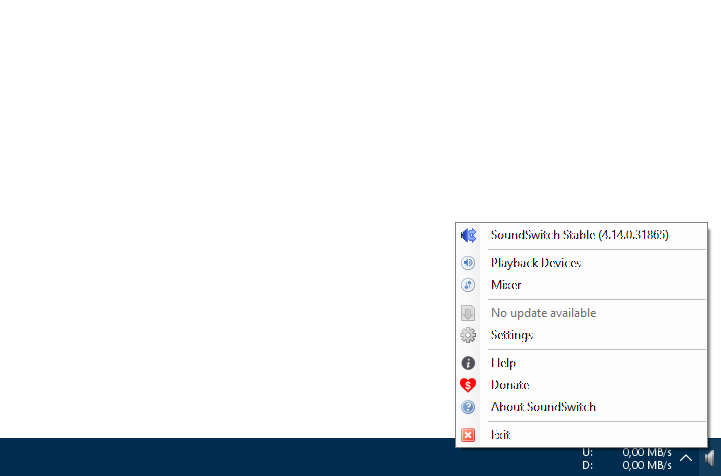 SoundSwitch Stable (4.14.0.31865)
Playback Devices
Mixer
No update available
Settings
Help
Donate
About SoundSwitch
Exit
U: 0,00 MB/s
D: 0,00 MB/s